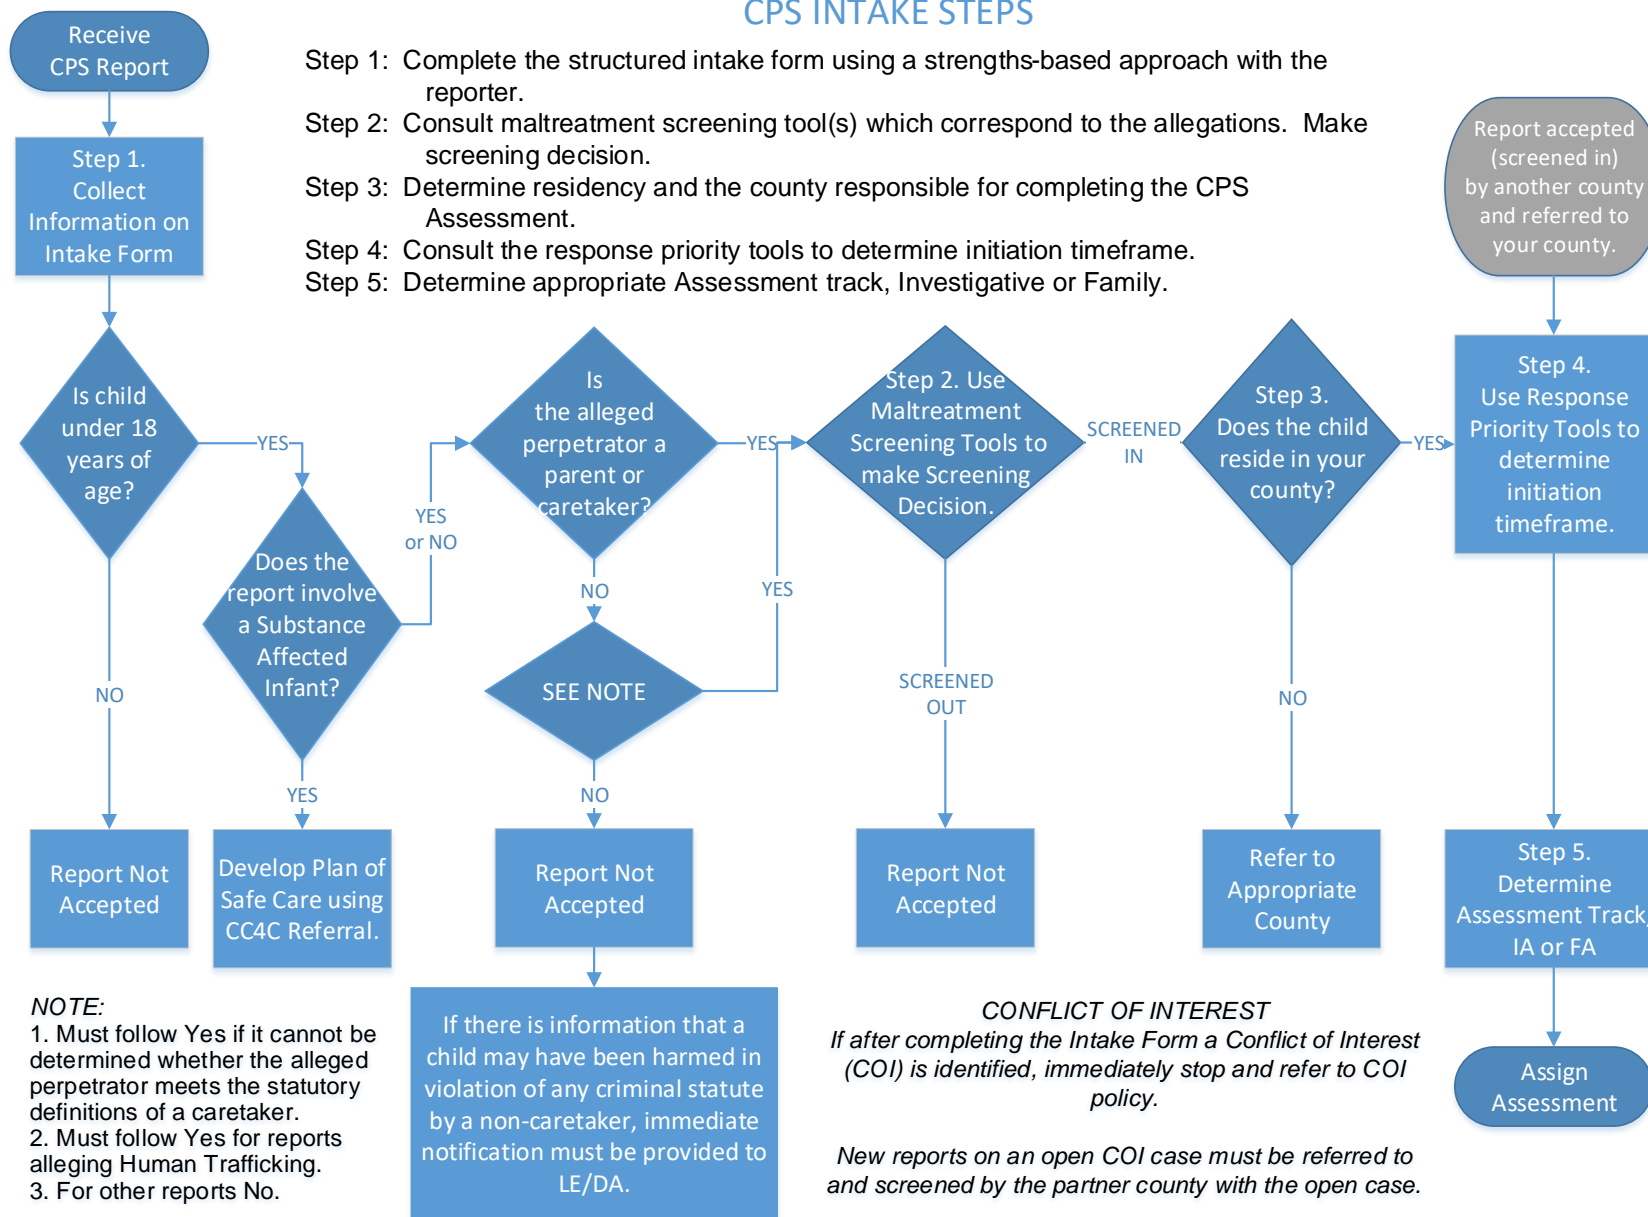 CPS INTAKE STEPS
Receive
CPS Report
Step 1: Complete the structured intake form using a strengths-based approach with the
reporter.
Step 2: Consult maltreatment screening tool(s) which correspond to the allegations. Make
screening decision.
Step 3: Determine residency and the county responsible for completing the CPS
Assessment.
Step 4: Consult the response priority tools to determine initiation timeframe.
Step 5: Determine appropriate Assessment track, Investigative or Family.
Step 1.
Collect
Information on
Intake Form
Report accepted
(screened in)
by another county
and referred to
your county.
Is child
under 18
years of
age?
YES
NO
Does the
report involve
a Substance
Affected
Infant?
YES
or NO
YES
Is
the alleged
perpetrator a
parent or
caretaker?
YES
NO
SEE NOTE
YES
NO
Step 2. Use
Maltreatment
Screening Tools to
make Screening
Decision.
SCREENED
IN
SCREENED
OUT
Step 3.
Does the child
reside in your
county?
YES
NO
Step 4.
Use Response
Priority Tools to
determine
initiation
timeframe.
Report Not
Accepted
Develop Plan of
Safe Care using
CC4C Referral.
Report Not
Accepted
Report Not
Accepted
Refer to
Appropriate
County
Step 5.
Determine
Assessment Track,
IA or FA
NOTE:
1. Must follow Yes if it cannot be
determined whether the alleged
perpetrator meets the statutory
definitions of a caretaker.
2. Must follow Yes for reports
alleging Human Trafficking.
3. For other reports No.
If there is information that a
child may have been harmed in
violation of any criminal statute
by a non-caretaker, immediate
notification must be provided to
LE/DA.
CONFLICT OF INTEREST
If after completing the Intake Form a Conflict of Interest
(COI) is identified, immediately stop and refer to COI
policy.
New reports on an open COI case must be referred to
and screened by the partner county with the open case.
Assign
Assessment